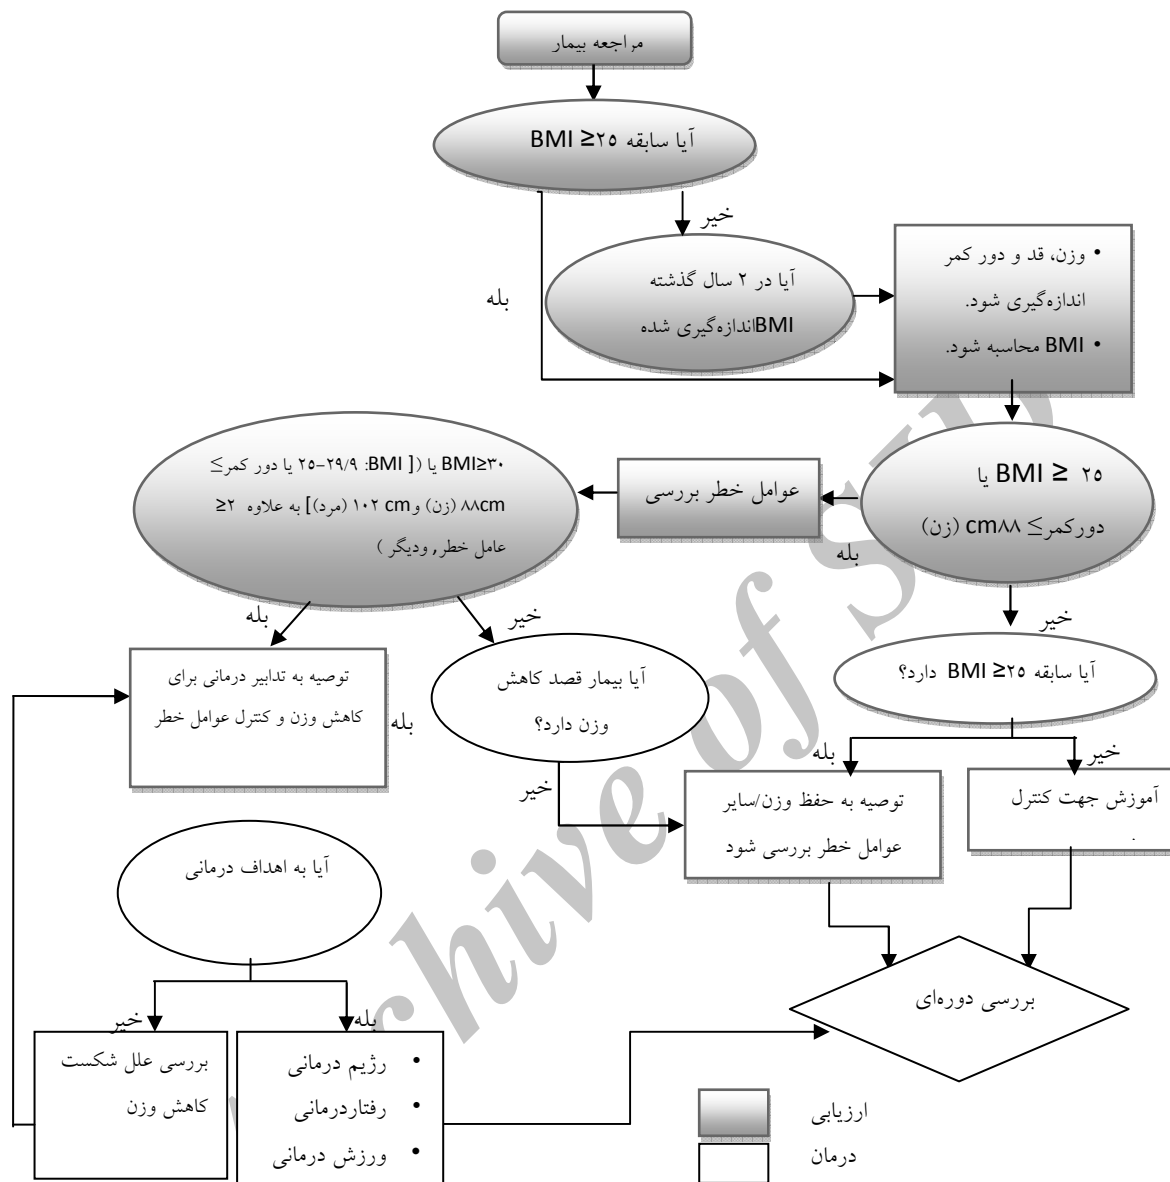 مراجعه بیمار
آیا سابقه BMI ≥۲۵
خیر
بله
آیا در ۲ سال گذشته
BMIاندازه‌گیری شده
• وزن، قد و دور کمر
اندازه‌گیری شود.
• BMI محاسبه شود.
BMI ≥ ۲۵ یا
دورکمر≥ ۸۸cm (زن)
بله
خیر
عوامل خطر بررسی
BMI≥۳۰ یا ([ BMI: ۲۵-۲۹/۹ یا دور کمر≥
۸۸cm (زن) و۱۰۲ cm (مرد)] به علاوه ۲≤
عامل خطر, ودیگر )
بله
خیر
توصیه به تدابیر درمانی برای
کاهش وزن و کنترل عوامل خطر
بله
آیا بیمار قصد کاهش
وزن دارد؟
خیر
آیا سابقه BMI ≥۲۵ دارد؟
بله
خیر
توصیه به حفظ وزن/سایر
عوامل خطر بررسی شود
آموزش جهت کنترل
.
آیا به اهداف درمانی
خیر
بله
بررسی علل شکست
کاهش وزن
• رژیم درمانی
• رفتاردرمانی
• ورزش درمانی
بررسی دوره‌ای
ارزیابی
درمان
Archive of S